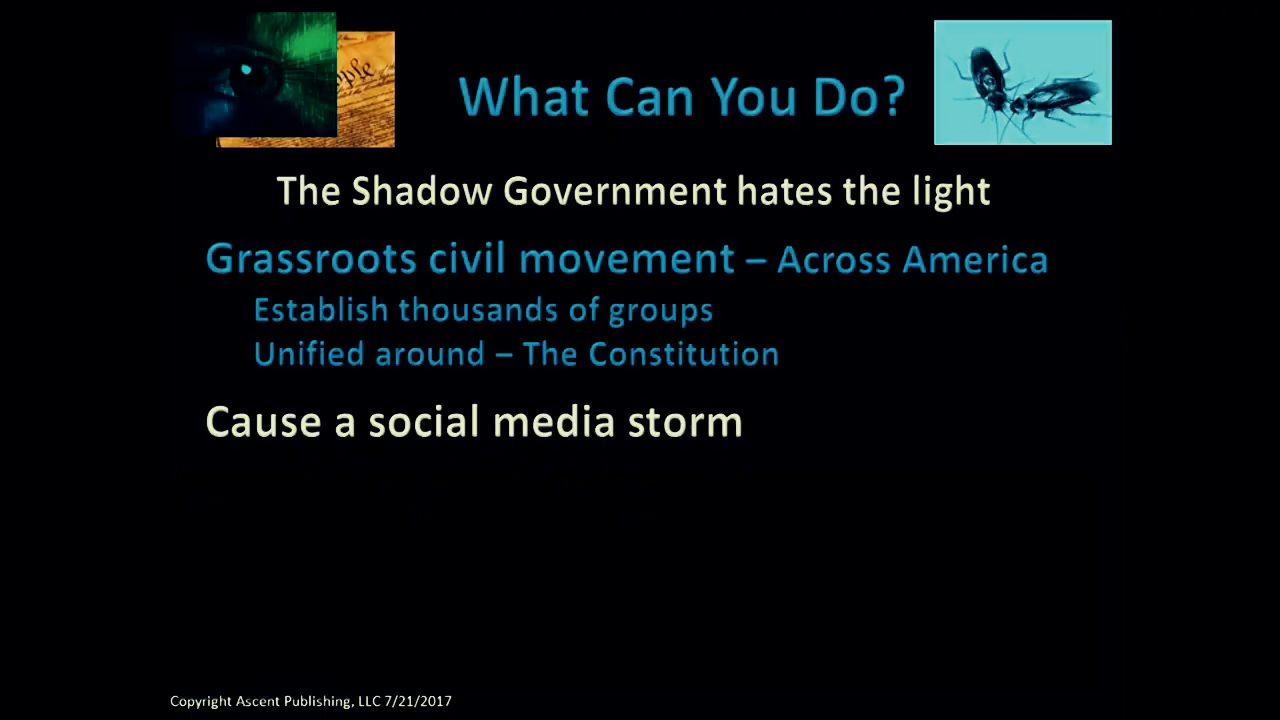 ople
What Can You Do?
The Shadow Government hates the light
Grassroots civil movement – Across America
Establish thousands of groups
Unified around – The Constitution
Cause a social media storm
Copyright Ascent Publishing, LLC 7/21/2017